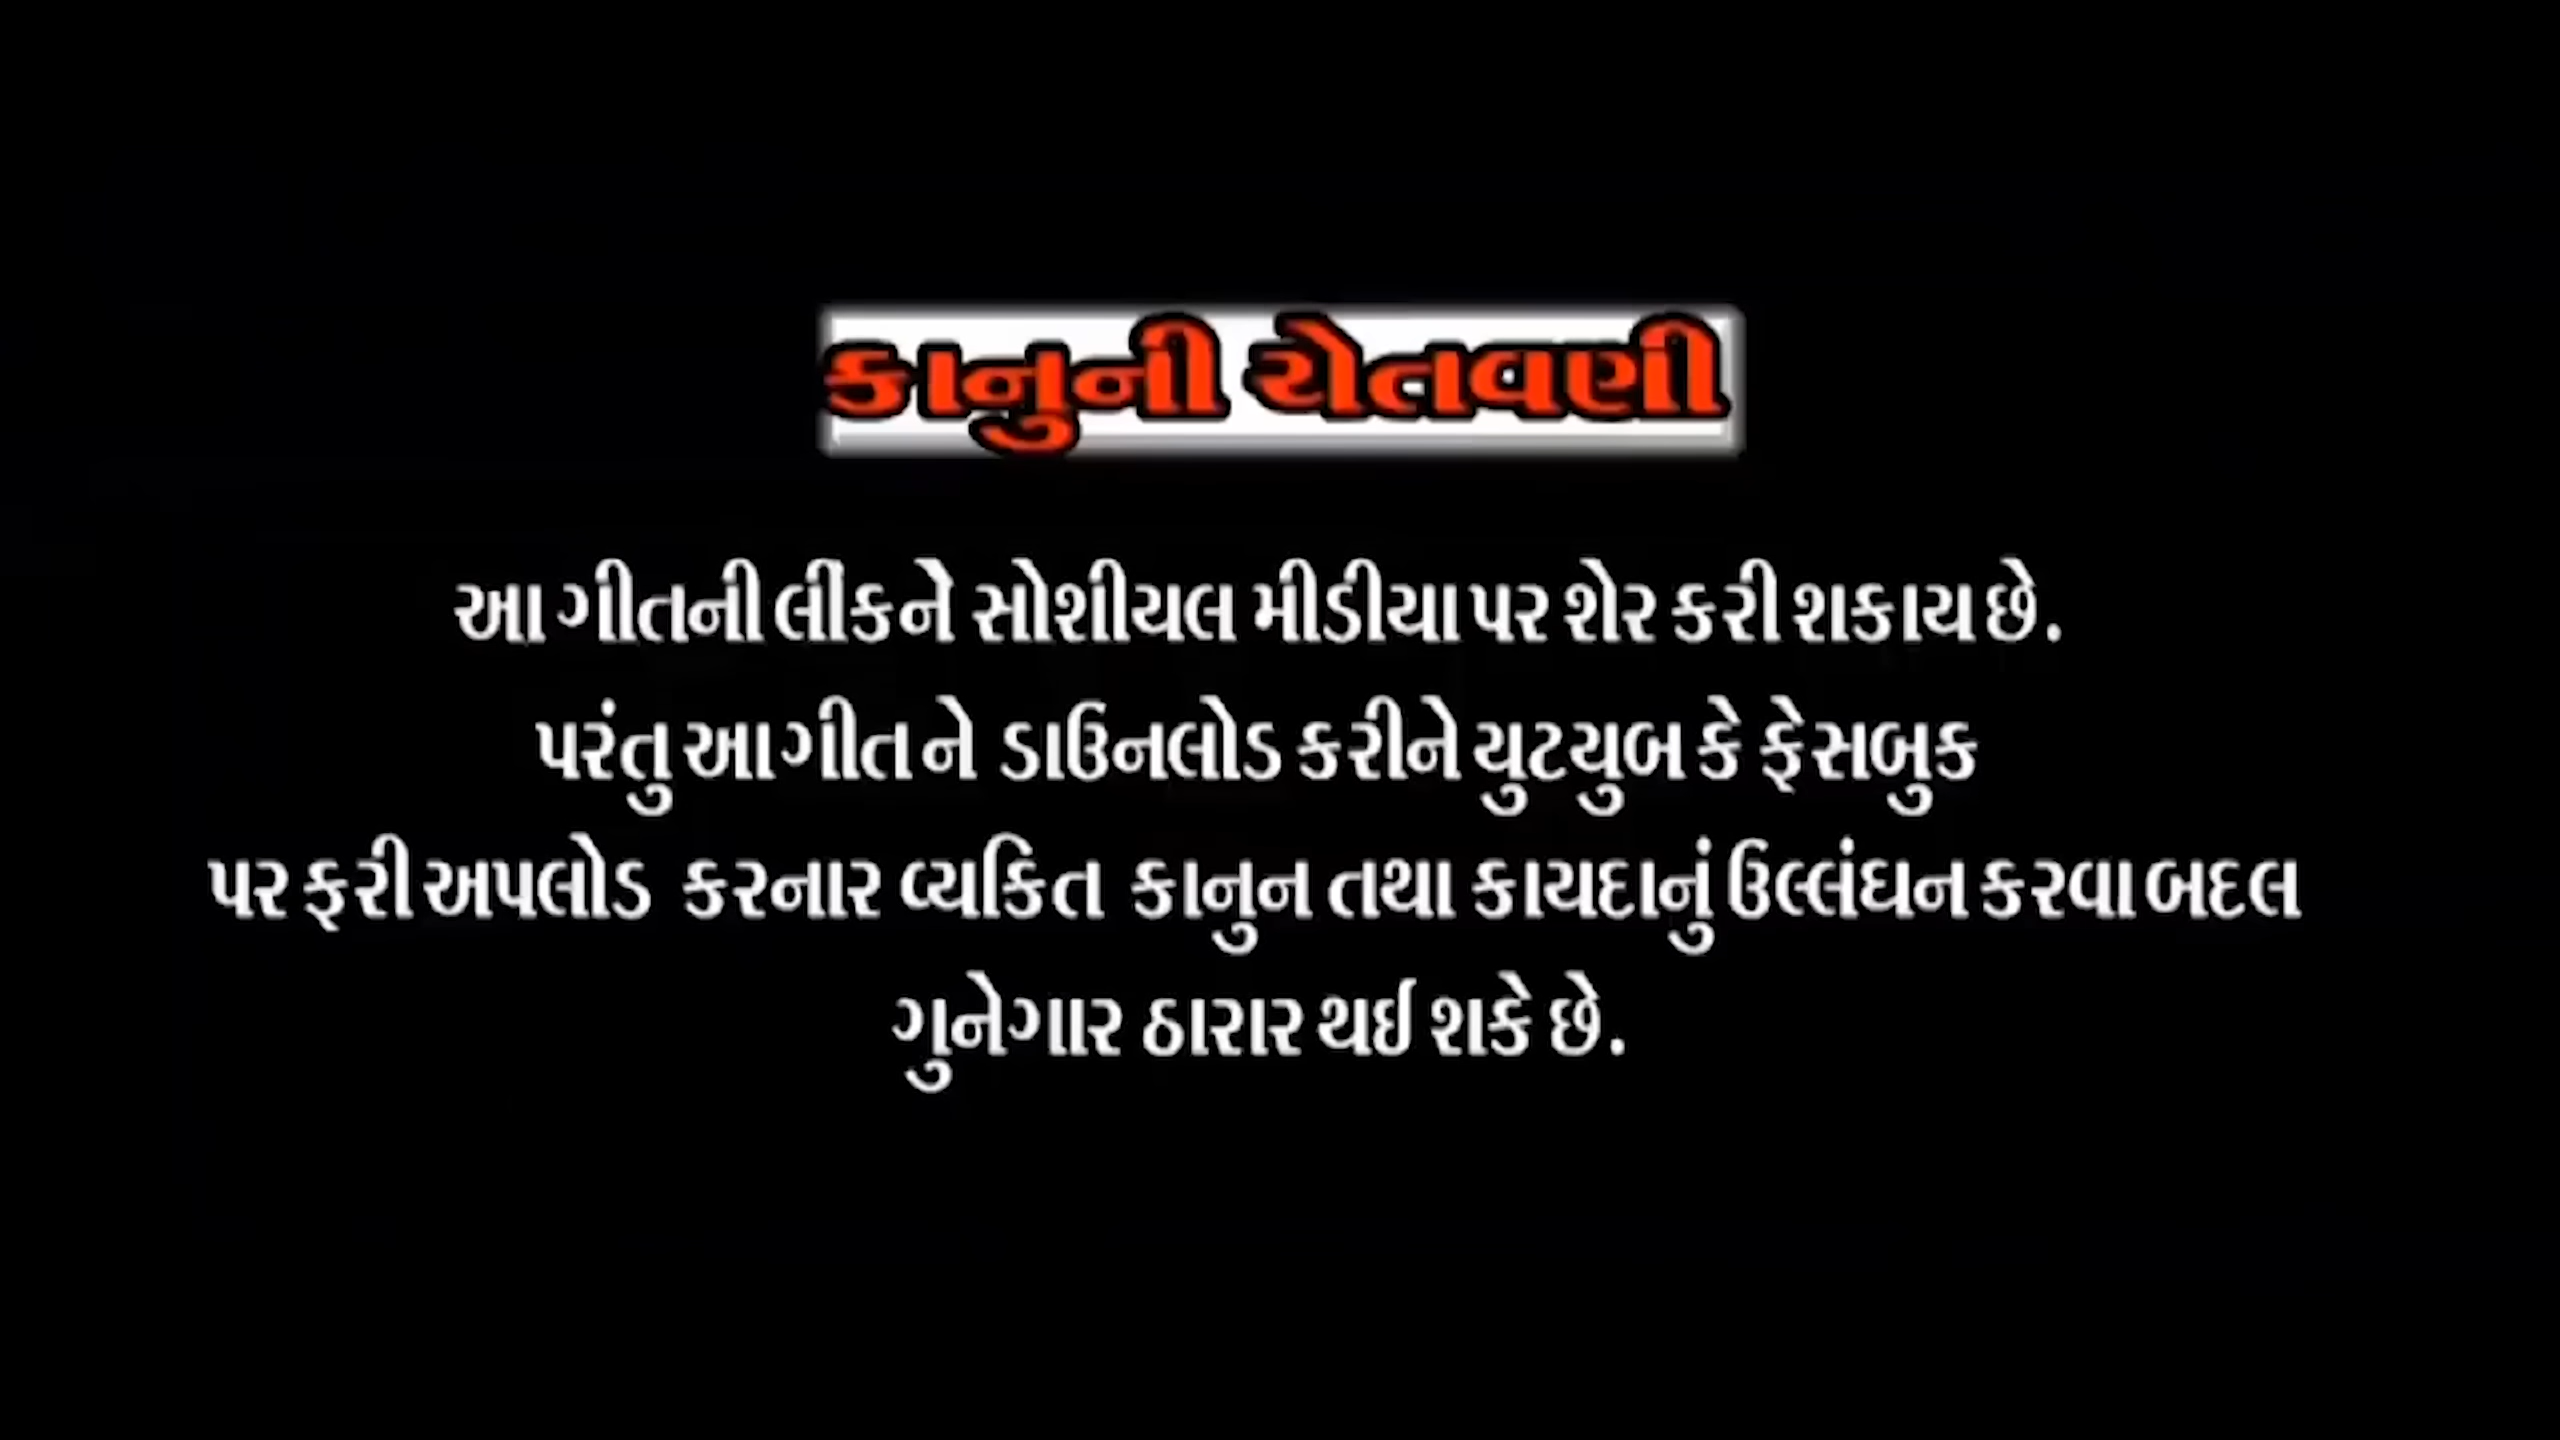 કાનુની ચેતવણી
આ ગીતની લીંકને સોશીયલ મીડીયા પર શેર કરી શકાય છે.
પરંતુ આ ગીત ને ડાઉનલોડ કરીને યુટયુબ કે ફેસબુક
પર ફરી અપલોડ કરનાર વ્યકિત કાનુન તથા કાયદાનું ઉલ્લંઘન કરવા બદલ
ગુનેગાર ઠારાર થઈ શકે છે.